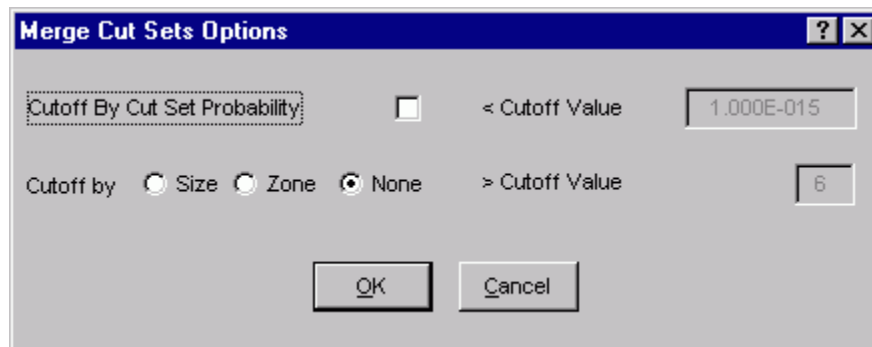 Merge Cut Sets Options
Cutoff By Cut Set Probability < Cutoff Value 1.000E-015
Cutoff by Size Zone None > Cutoff Value 6
OK Cancel